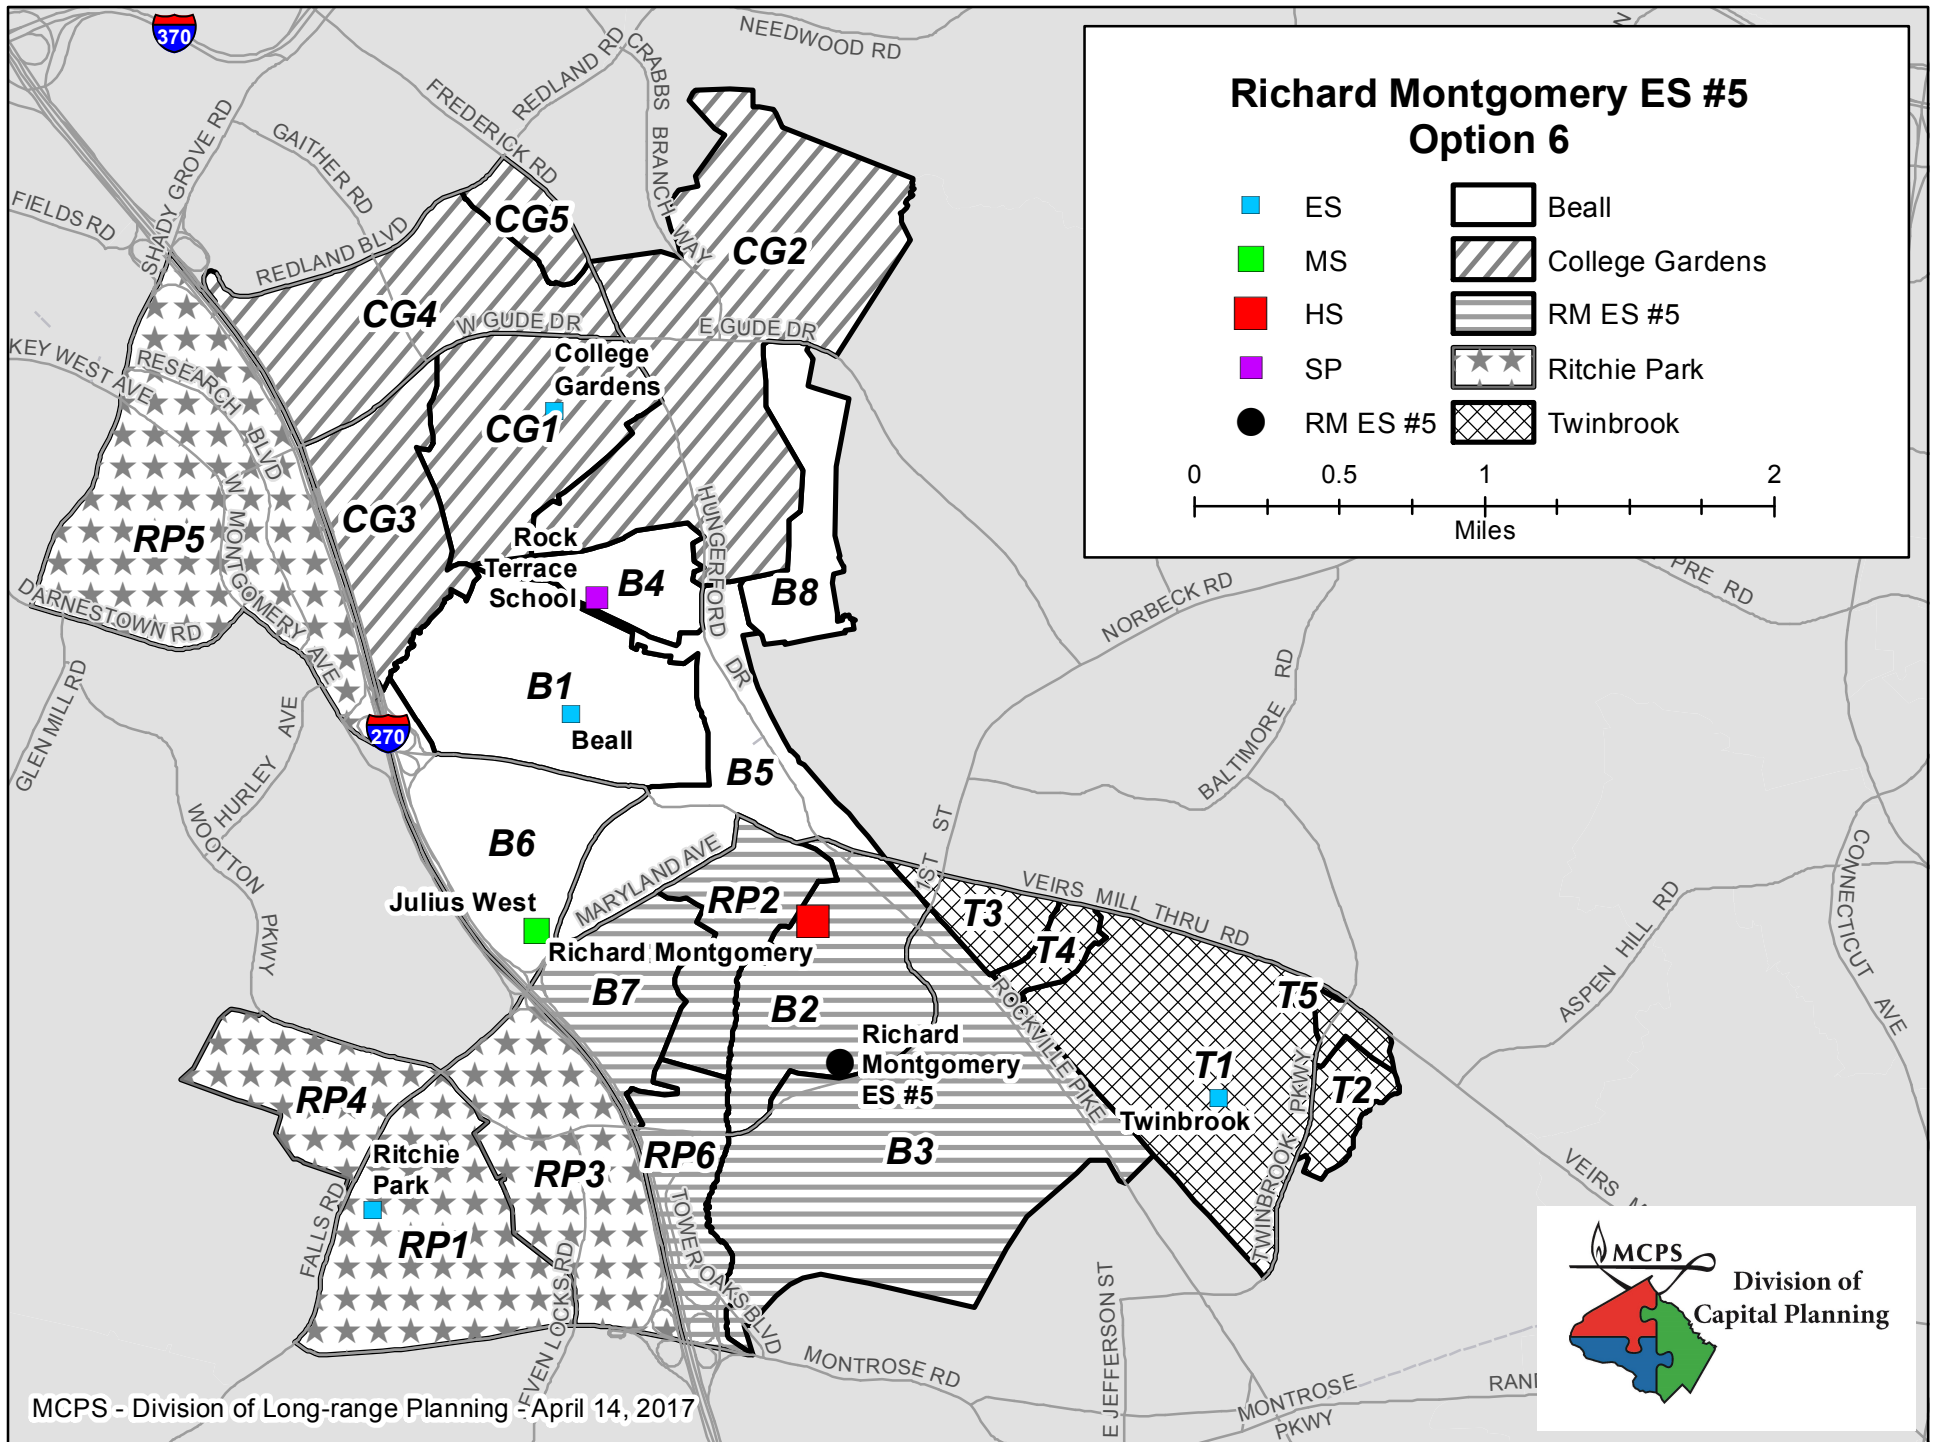 370
NEEDWOOD RD
REDLAND RD
CRABBS BRANCH WAY
FREDERICK RD
SHADY GROVE RD
GAITHER RD
FIELDS RD
REDLAND BLVD
Richard Montgomery ES #5
Option 6
ES
Beall
MS
College Gardens
HS
RM ES #5
SP
Ritchie Park
RM ES #5
Twinbrook
0
0.5
1
2
Miles
CG5
CG2
CG4
W GUDE DR
E GUDE DR
College
Gardens
CG1
KEY WEST AVE
RESEARCH BLVD
W MONTGOMERY AVE
CG3
RP5
HUNGERFORD DR
Rock
Terrace
School
B4
B8
DARNESTOWN RD
NORBECK RD
PRE RD
GLEN MILL RD
HURLEY AVE
B1
Beall
270
BALTIMORE RD
B5
WOOTTON PKWY
B6
MARYLAND AVE
1ST ST
VEIRS MILL THRU RD
CONNECTICUT AVE
ASPEN HILL RD
Julius West
RP2
T3
T4
Richard Montgomery
B7
B2
ROCKVILLE PIKE
T5
Richard
Montgomery
ES #5
T1
T2
Twinbrook
TWINBROOK PKWY
RP4
Ritchie
Park
RP3
RP6
B3
RP1
FALLS RD
TOWER OAKS BLVD
EVEN LOCKS RD
MONTROSE RD
E JEFFERSON ST
MONTROSE PKWY
VEIRS
MCPS
Division of
Capital Planning
MCPS - Division of Long-range Planning - April 14, 2017